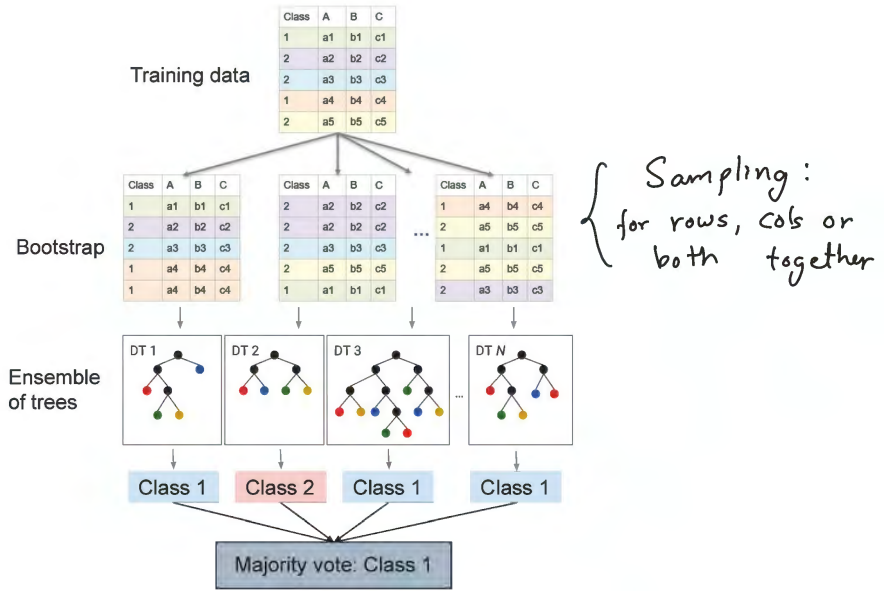 Class A B C
1 a1 b1 c1
2 a2 b2 c2
2 a3 b3 c3
1 a4 b4 c4
2 a5 b5 c5
Training data
Class A B C
1 a1 b1 c1
2 a2 b2 c2
2 a3 b3 c3
1 a4 b4 c4
1 a4 b4 c4
Class A B C
2 a2 b2 c2
2 a2 b2 c2
2 a3 b3 c3
2 a5 b5 c5
1 a1 b1 c1
...
Class A B C
1 a4 b4 c4
2 a5 b5 c5
1 a1 b1 c1
2 a5 b5 c5
2 a3 b3 c3
Bootstrap
Sampling:
for rows, cols or
both together
Ensemble
of trees
DT 1
DT 2
DT 3
...
DT N
Class 1
Class 2
Class 1
Class 1
Majority vote: Class 1